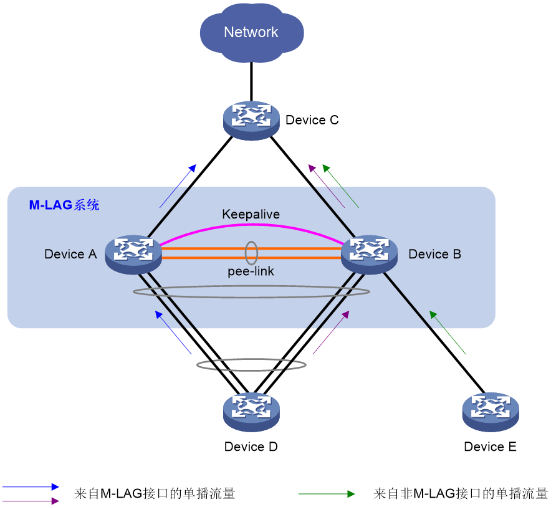 Network
Device C
M-LAG系统
Keepalive
Device A
Device B
pee-link
Device D
Device E
来自M-LAG接口的单播流量
来自非M-LAG接口的单播流量